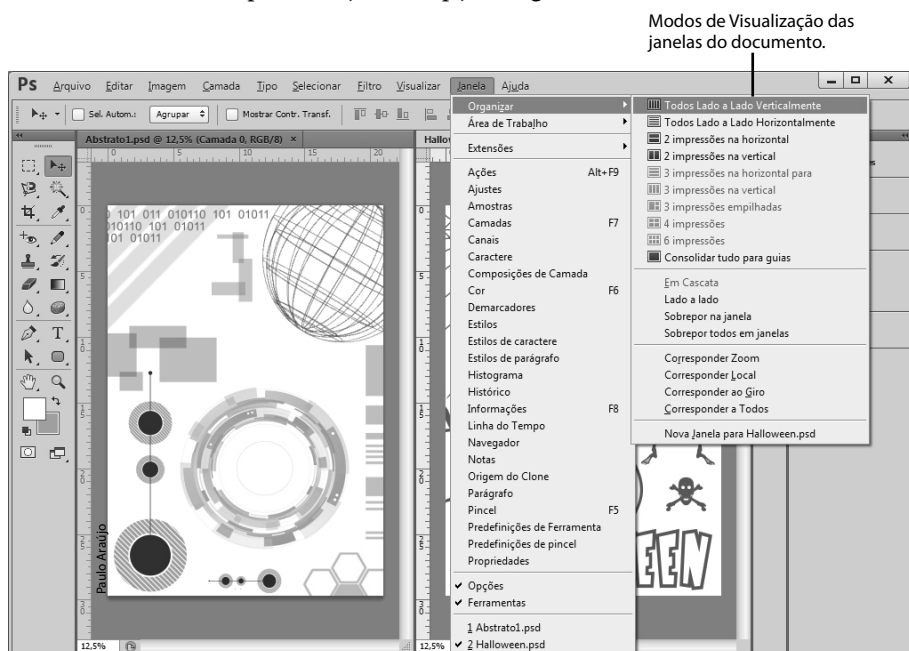 Modos de Visualização das
janelas do documento.
Ps Arquivo Editar Imagem Camada Tipo Selecionar Filtro Visualizar Janela Ajuda
Sel. Autom.: Agrupar Mostrar Contr. Transf.
Abstrato1.psd @ 12,5% (Camada 0, RGB/8) ×
Hallo
0 5 10 15 20
101 011 010110 101 01011
010110 101 01011
101 01011
Paulo Araújo
12,5%
12,5%
Organizar
Área de Trabalho
Extensões
Ações Alt+F9
Ajustes
Amostras
Camadas F7
Canais
Caractere
Composições de Camada
Cor F6
Demarcadores
Estilos
Estilos de caractere
Estilos de parágrafo
Histograma
Histórico
Informações F8
Linha do Tempo
Navegador
Notas
Origem do Clone
Parágrafo
Pincel F5
Predefinições de Ferramenta
Predefinições de pincel
Propriedades
Opções
Ferramentas
1 Abstrato1.psd
2 Halloween.psd
Todos Lado a Lado Verticalmente
Todos Lado a Lado Horizontalmente
2 impressões na horizontal
2 impressões na vertical
3 impressões na horizontal para
3 impressões na vertical
3 impressões empilhadas
4 impressões
6 impressões
Consolidar tudo para guias
Em Cascata
Lado a lado
Sobrepor na janela
Sobrepor todos em janelas
Corresponder Zoom
Corresponder Local
Corresponder ao Giro
Corresponder a Todos
Nova Janela para Halloween.psd
EEN